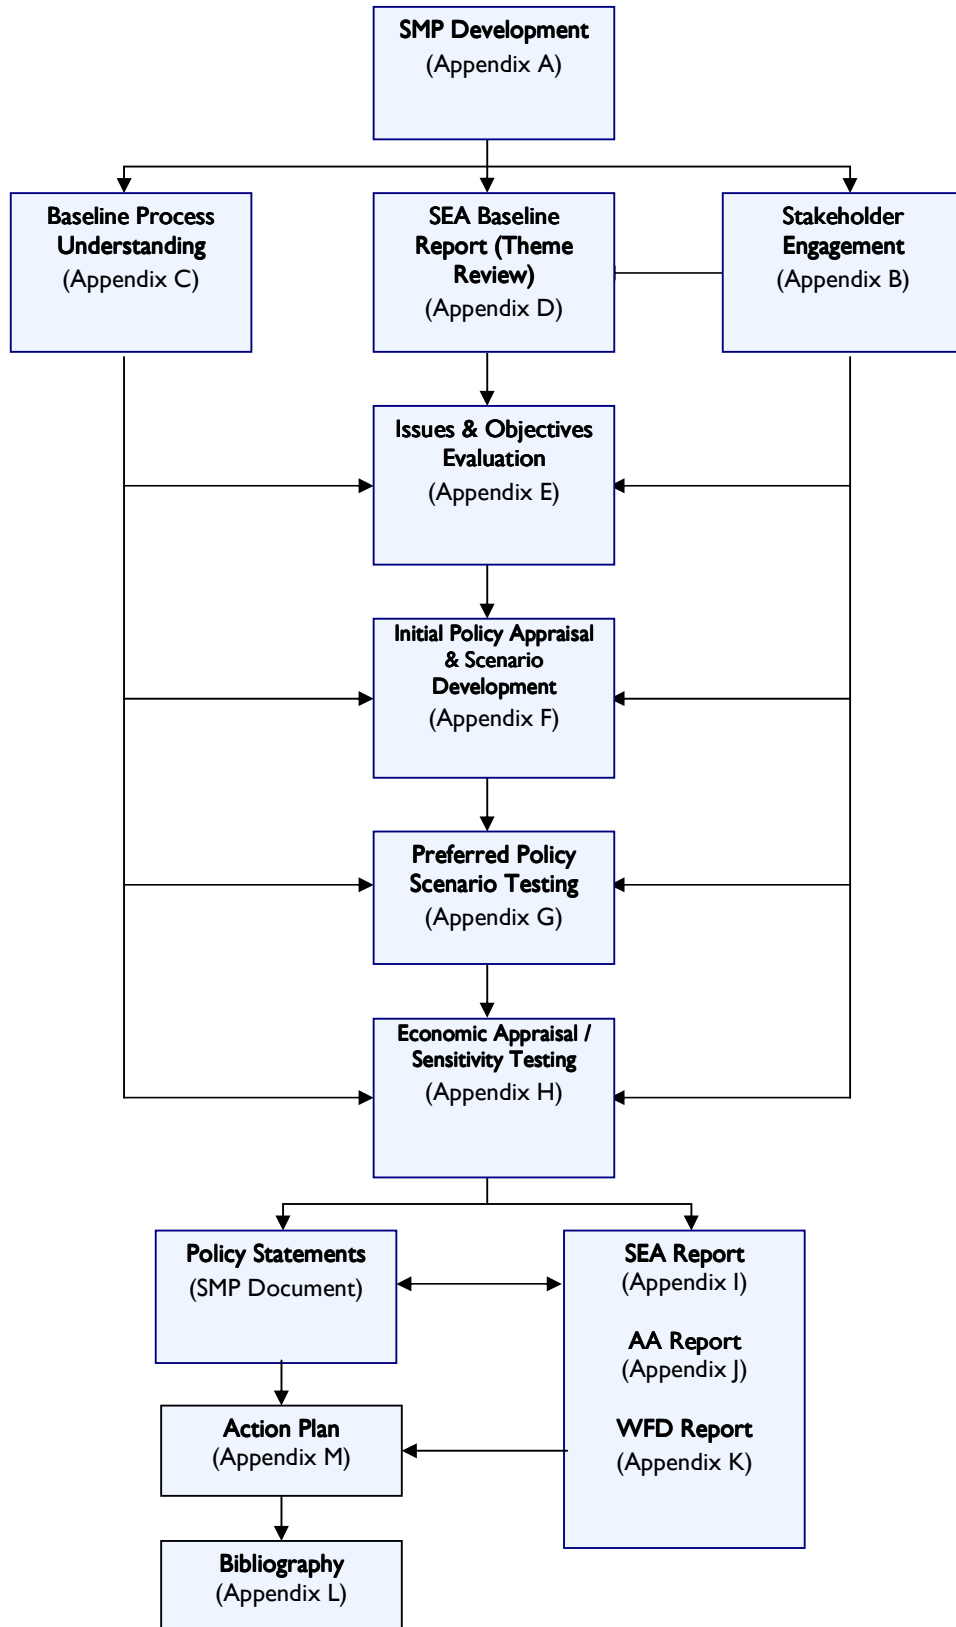 SMP Development
(Appendix A)
Baseline Process
Understanding
(Appendix C)
SEA Baseline
Report (Theme
Review)
(Appendix D)
Stakeholder
Engagement
(Appendix B)
Issues & Objectives
Evaluation
(Appendix E)
Initial Policy Appraisal
& Scenario
Development
(Appendix F)
Preferred Policy
Scenario Testing
(Appendix G)
Economic Appraisal /
Sensitivity Testing
(Appendix H)
Policy Statements
(SMP Document)
SEA Report
(Appendix I)
AA Report
(Appendix J)
WFD Report
(Appendix K)
Action Plan
(Appendix M)
Bibliography
(Appendix L)